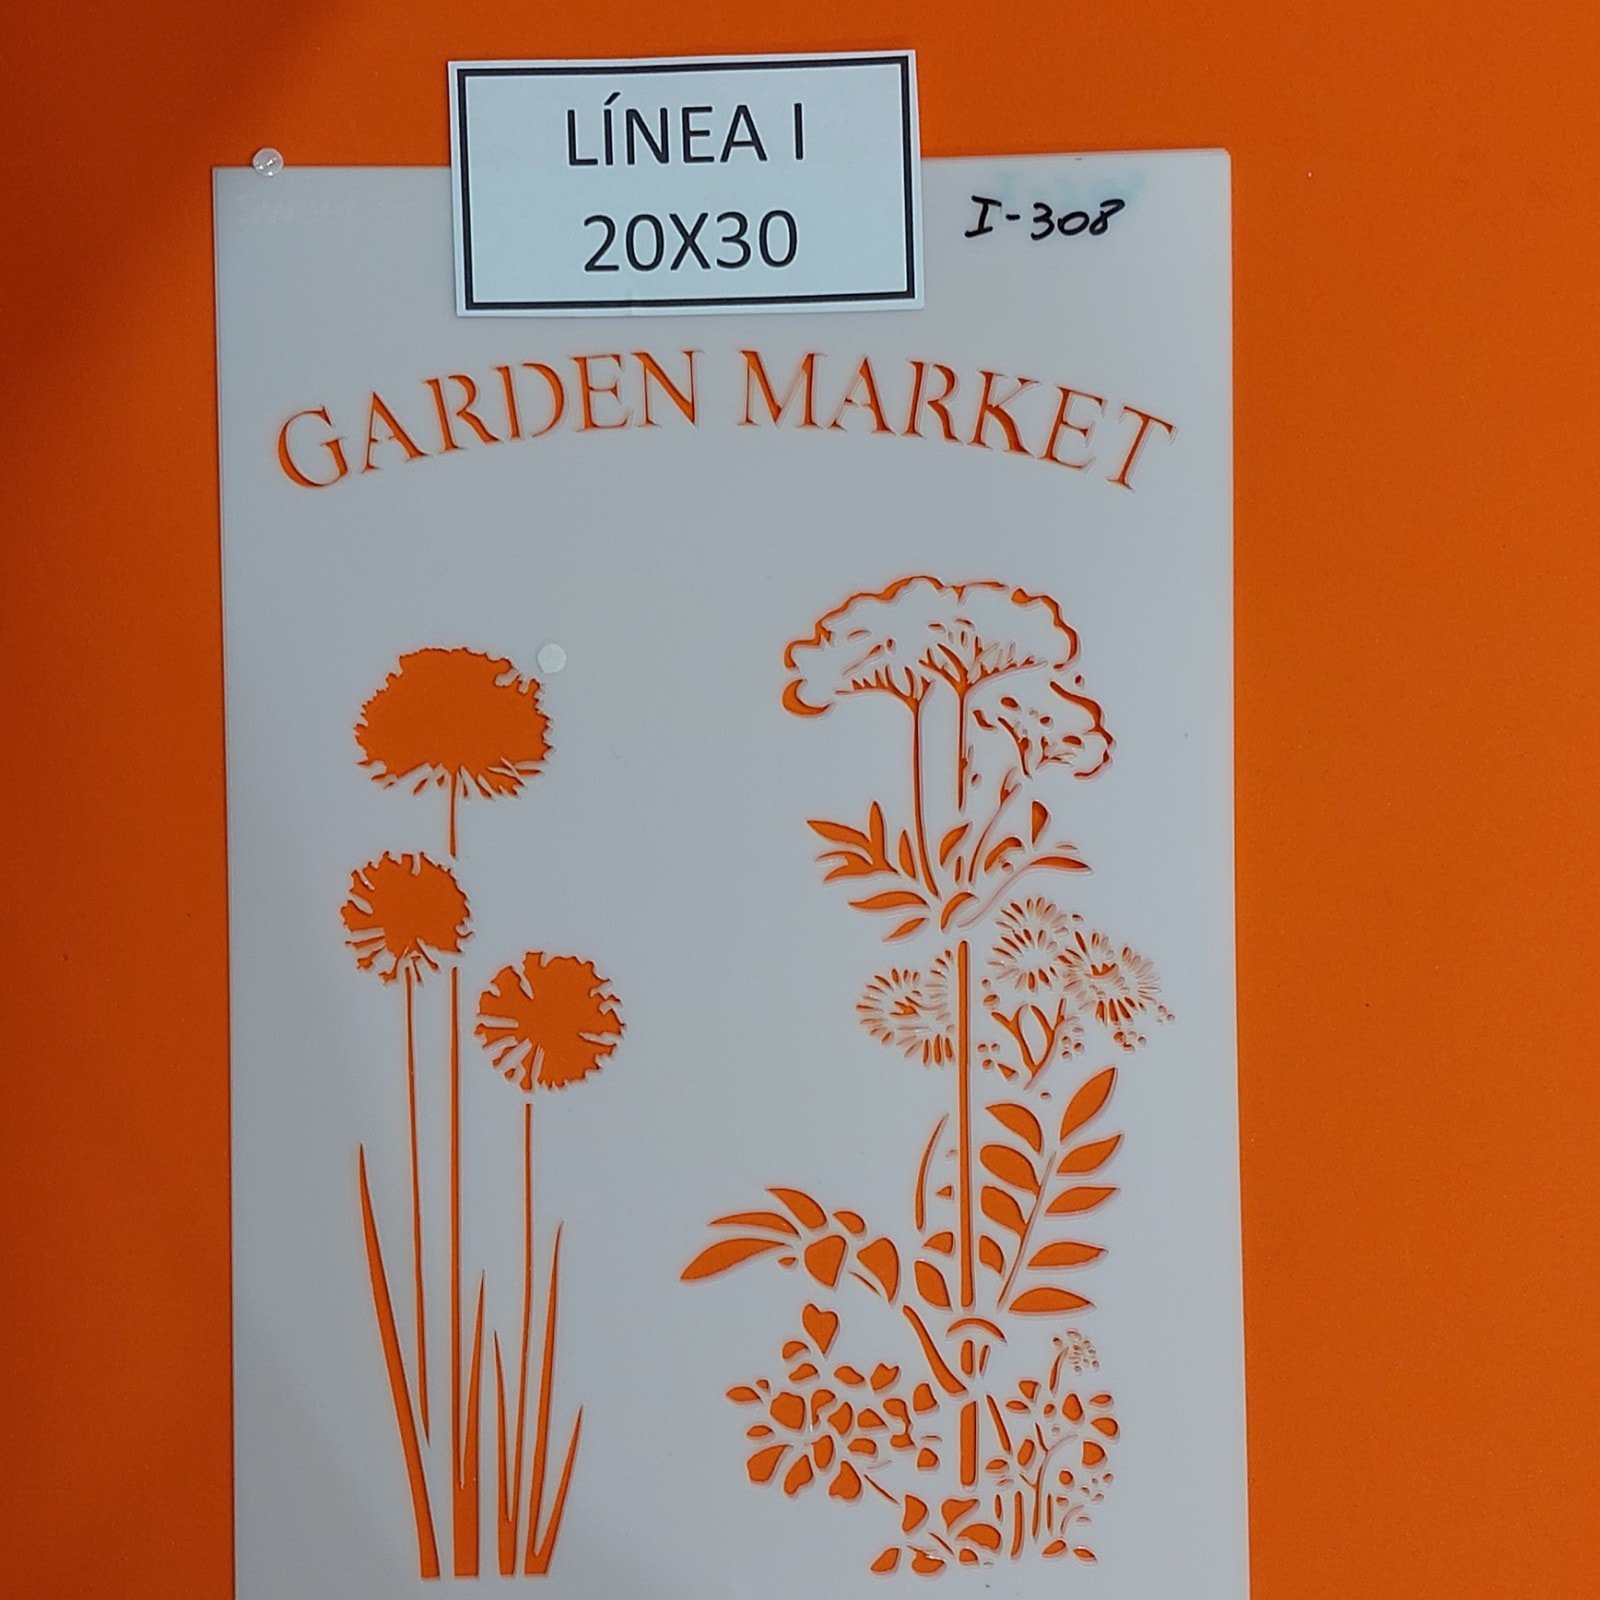 LÍNEA I
20X30
I-308
GARDEN MARKET